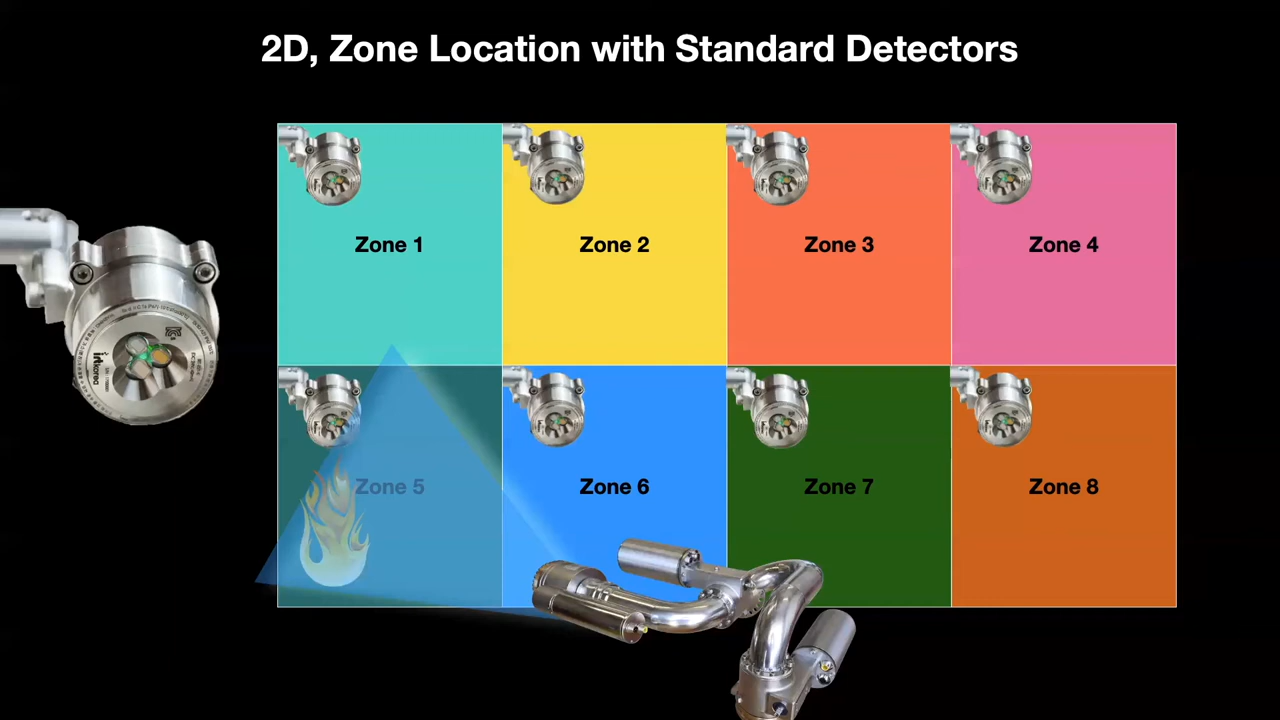 2D, Zone Location with Standard Detectors
Zone 1
Zone 2
Zone 3
Zone 4
Zone 5
Zone 6
Zone 7
Zone 8